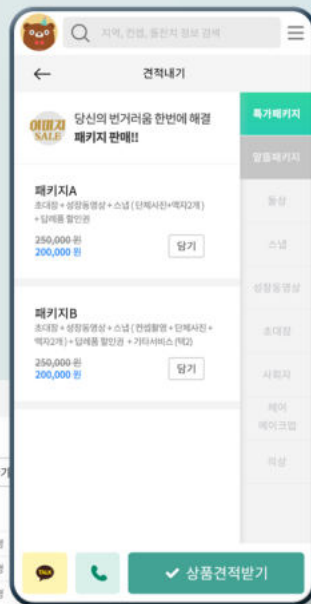 지역, 컨셉, 돌잔치 정보 검색
견적내기
SALE
당신의 번거러움 한번에 해결
패키지 판매!!
특가패키지
알뜰패키지
돌상
스냅
성장동영상
초대장
사회자
헤어
메이크업
의상
패키지A
초대장 + 성장동영상 + 스냅 ( 단체사진+액자2개 )
+ 답례품 할인권
250,000 원
200,000 원
담기
패키지B
초대장 + 성장동영상 + 스냅 ( 컨셉촬영 + 단체사진 +
액자2개 ) + 답례품 할인권 + 기타서비스 (택2)
250,000 원
200,000 원
담기
TALK
상품견적받기